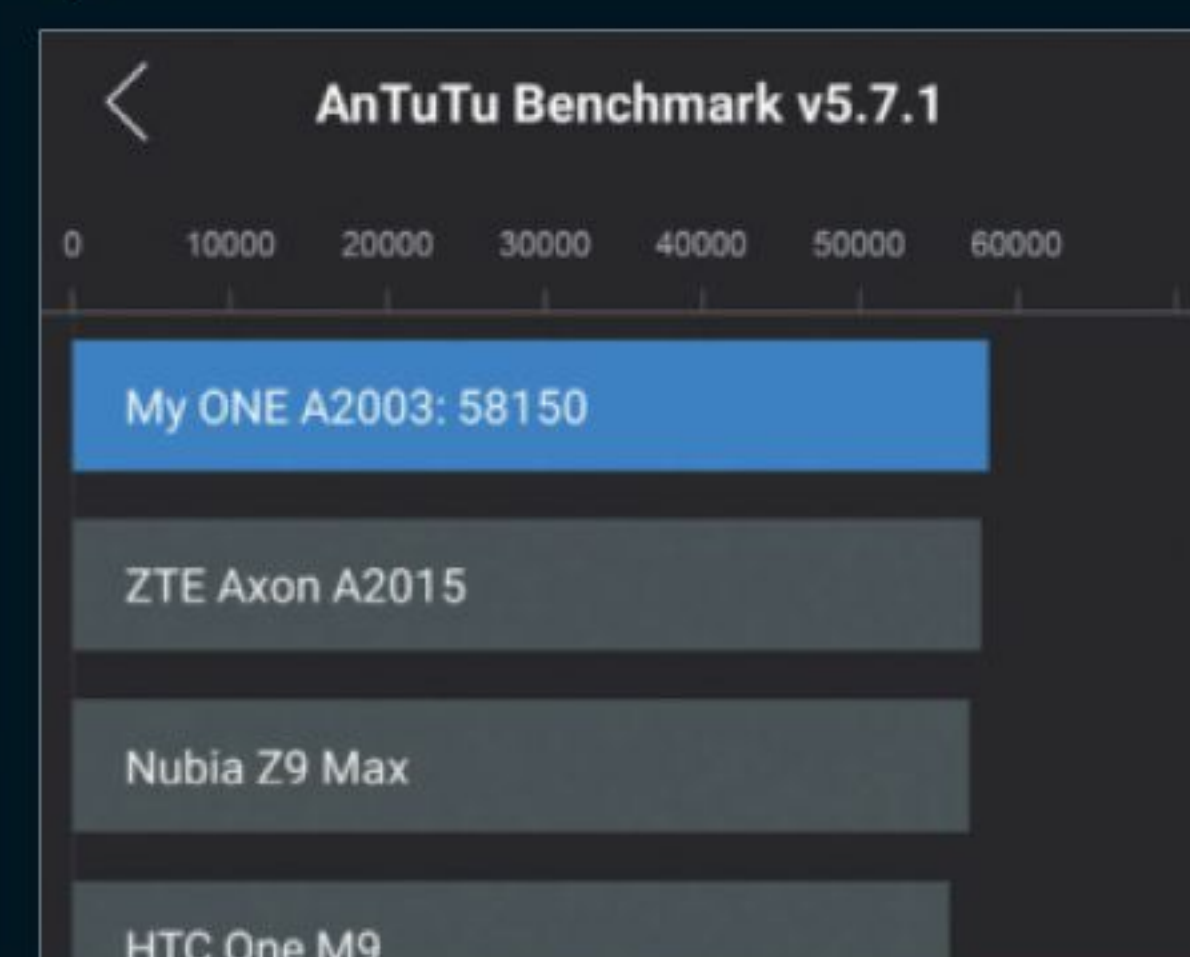 AnTuTu Benchmark v5.7.1
0 10000 20000 30000 40000 50000 60000
My ONE A2003: 58150
ZTE Axon A2015
Nubia Z9 Max
HTC One M9